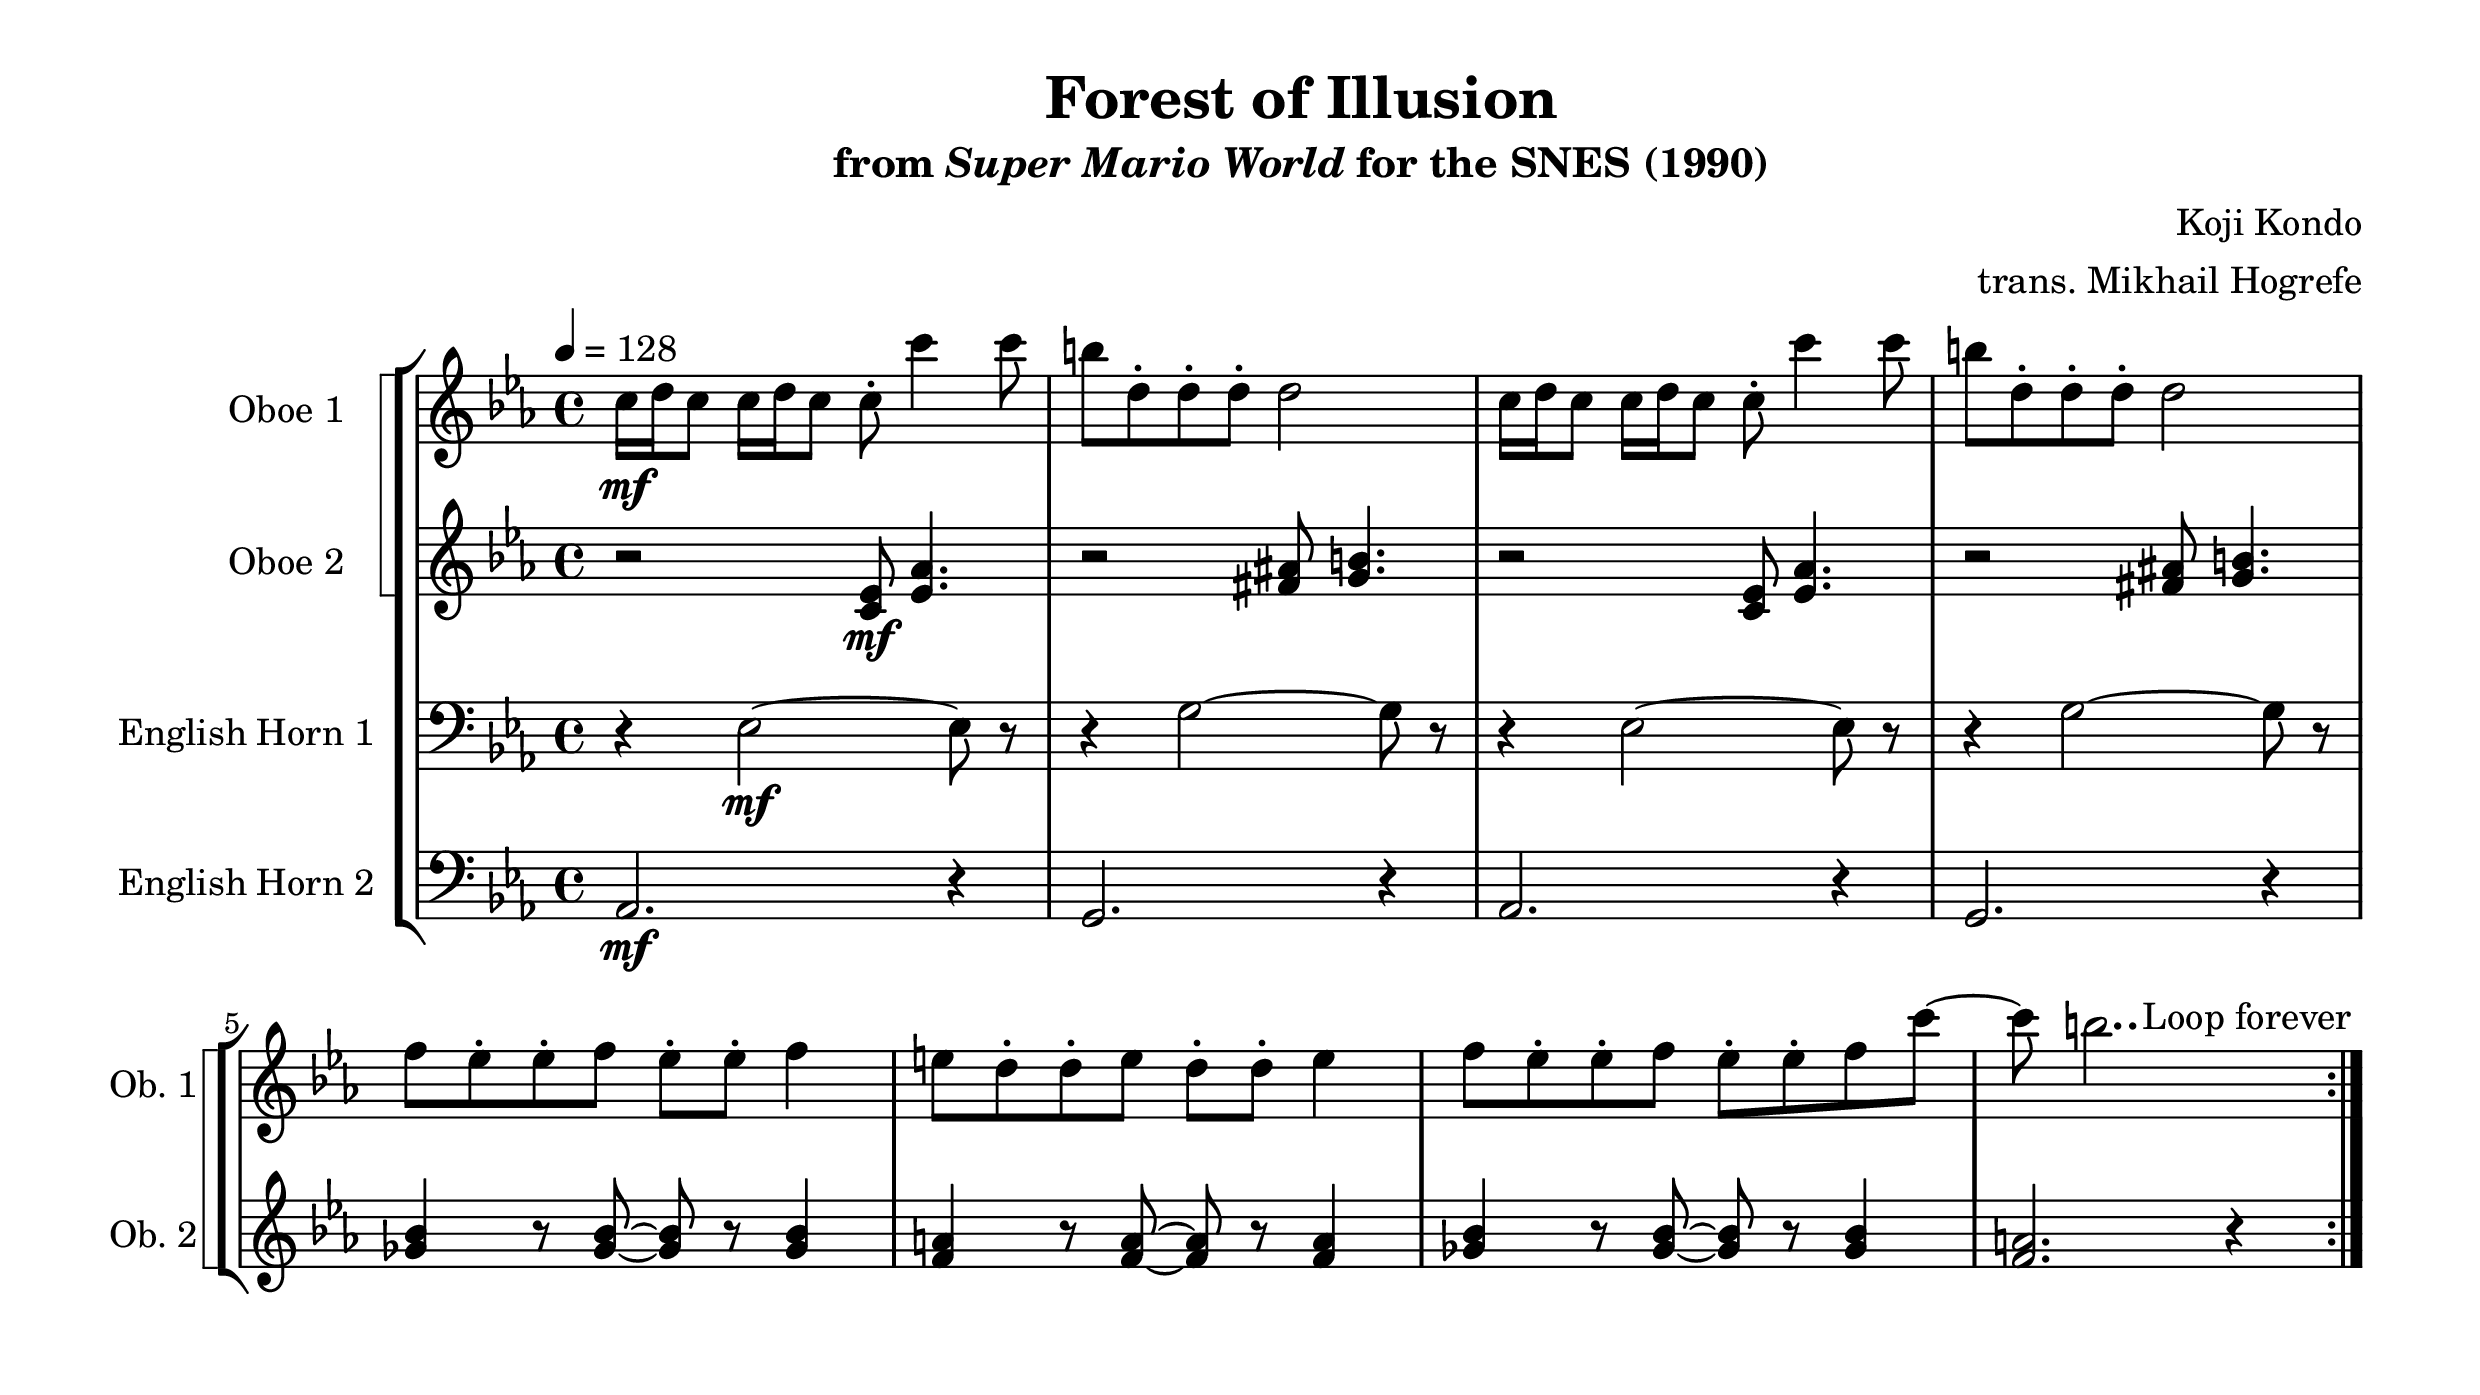 Forest of Illusion
from Super Mario World for the SNES (1990)
Koji Kondo
trans. Mikhail Hogrefe
= 128
Oboe 1
mf
Oboe 2
mf
English Horn 1
mf
English Horn 2
mf
5
Loop forever
Ob. 1
Ob. 2